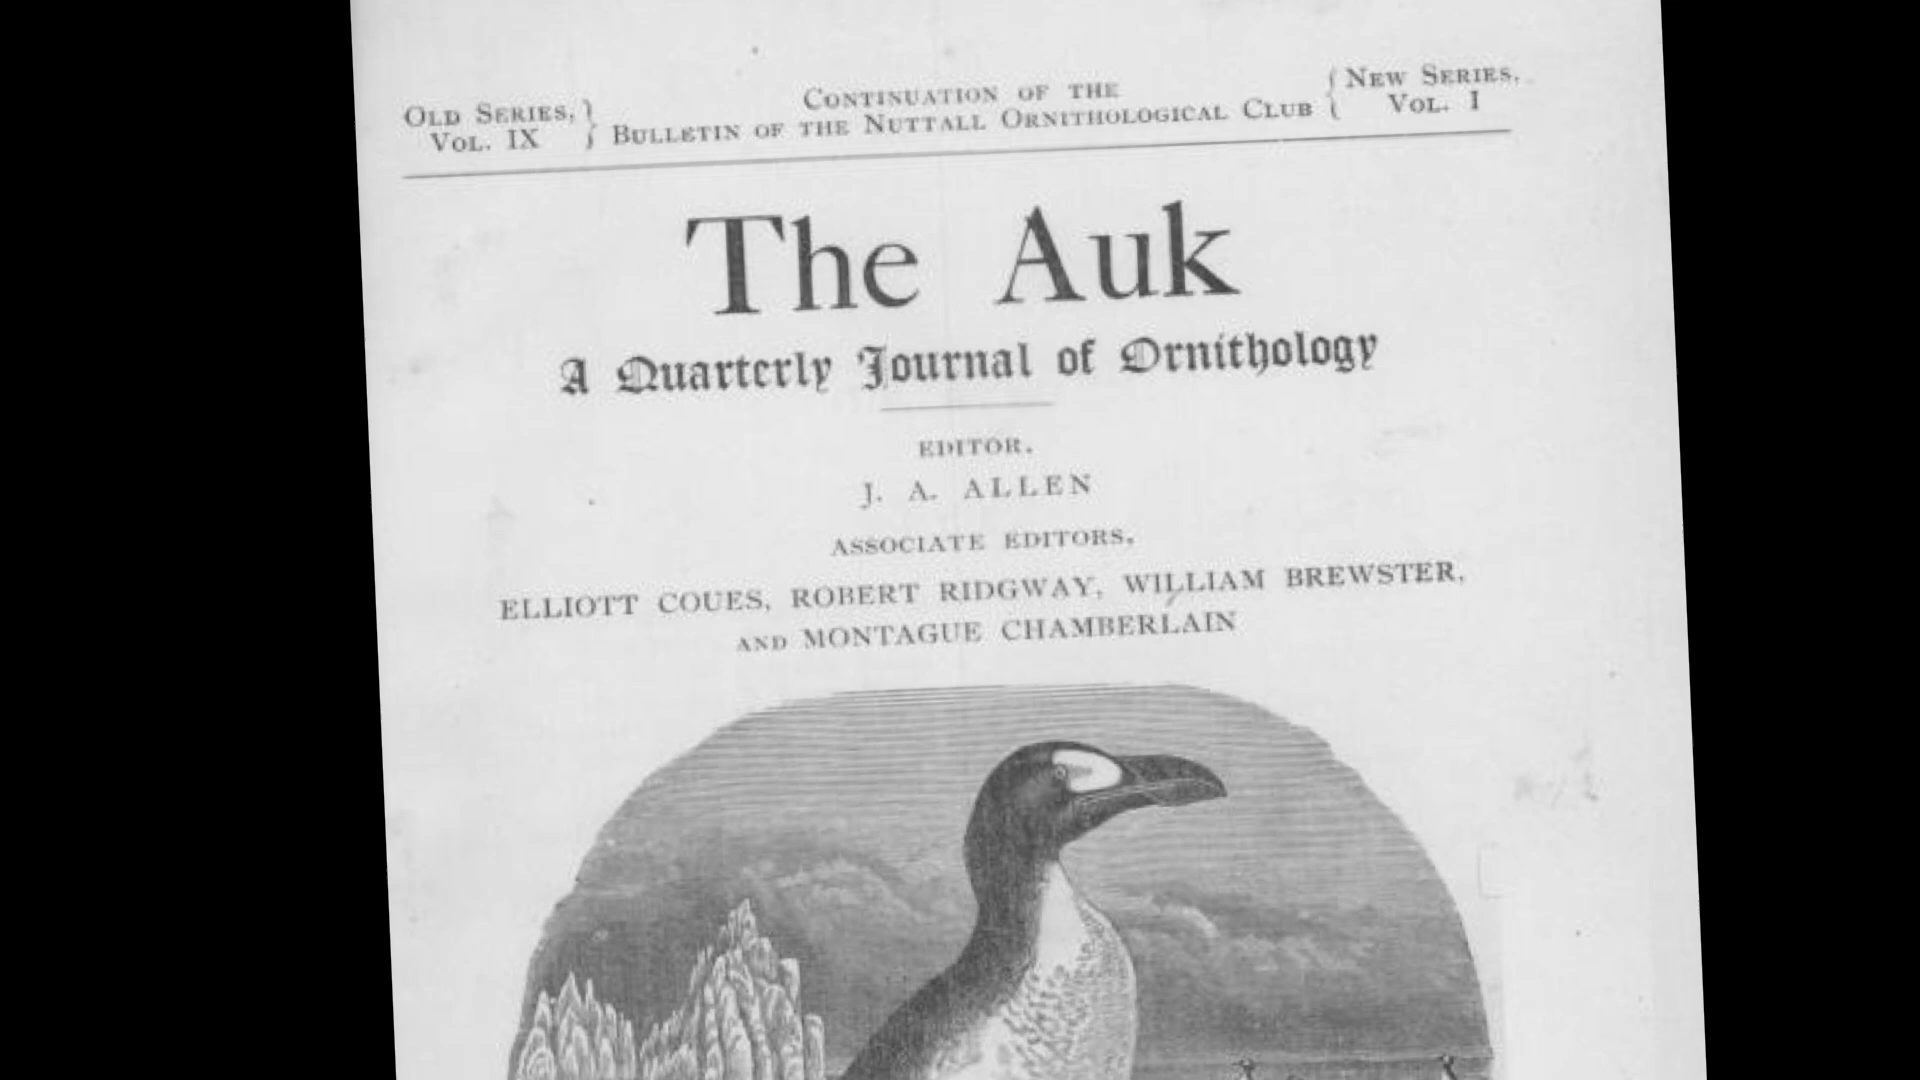 Continuation of the
Old Series, Vol. IX } Bulletin of the Nuttall Ornithological Club { New Series, Vol. I
The Auk
A Quarterly Journal of Ornithology
EDITOR,
J. A. ALLEN
ASSOCIATE EDITORS,
ELLIOTT COUES, ROBERT RIDGWAY, WILLIAM BREWSTER,
AND MONTAGUE CHAMBERLAIN